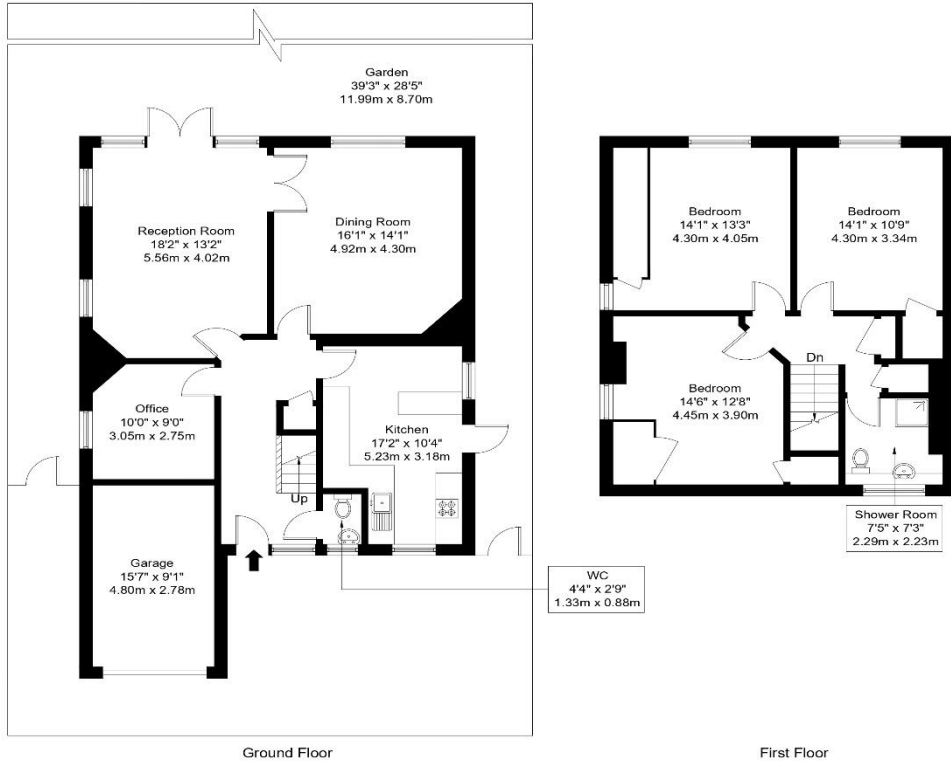 Garden
39'3" x 28'5"
11.99m x 8.70m
Reception Room
18'2" x 13'2"
5.56m x 4.02m
Dining Room
16'1" x 14'1"
4.92m x 4.30m
Office
10'0" x 9'0"
3.05m x 2.75m
Kitchen
17'2" x 10'4"
5.23m x 3.18m
Up
Garage
15'7" x 9'1"
4.80m x 2.78m
WC
4'4" x 2'9"
1.33m x 0.88m
Ground Floor
Bedroom
14'1" x 13'3"
4.30m x 4.05m
Bedroom
14'1" x 10'9"
4.30m x 3.34m
Dn
Bedroom
14'6" x 12'8"
4.45m x 3.90m
Shower Room
7'5" x 7'3"
2.29m x 2.23m
First Floor